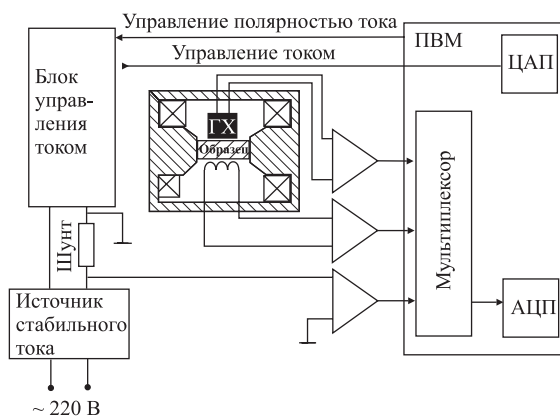 Управление полярностью тока
ПВМ
Управление током
ЦАП
Блок
управ-
ления
током
ГХ
Образец
Мультиплексор
Шунт
Источник
стабильного
тока
АЦП
~ 220 В